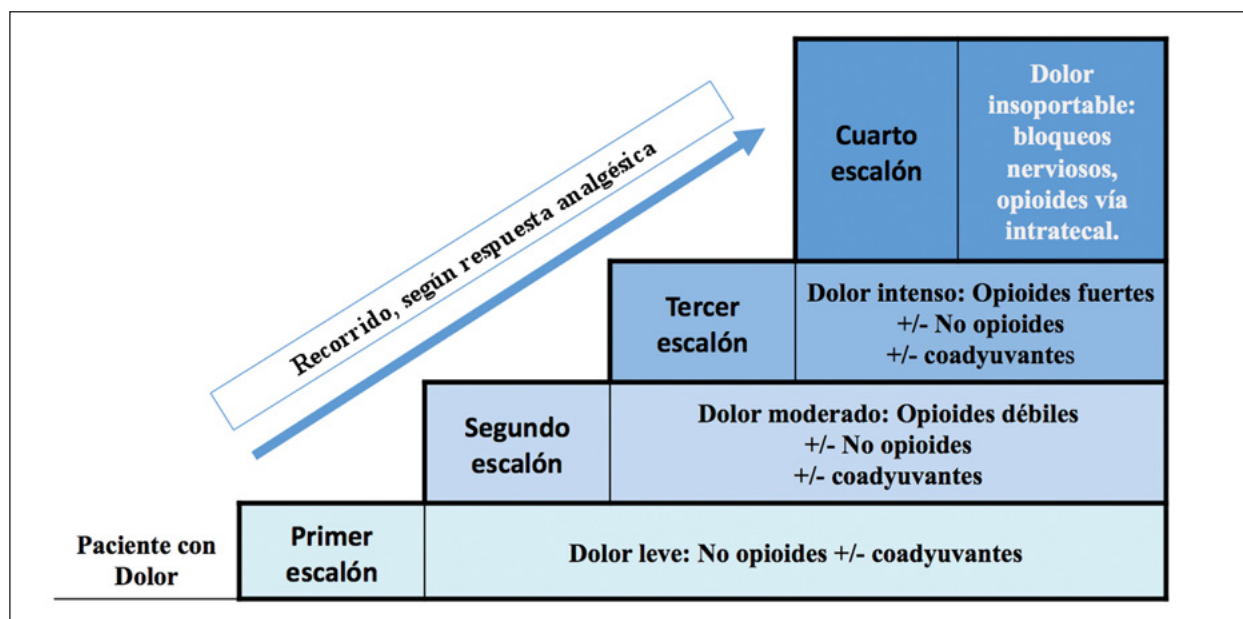 Recorrido, según respuesta analgésica
Cuarto
escalón
Dolor
insoportable:
bloqueos
nerviosos,
opioides vía
intratecal.
Tercer
escalón
Dolor intenso: Opioides fuertes
+/- No opioides
+/- coadyuvantes
Segundo
escalón
Dolor moderado: Opioides débiles
+/- No opioides
+/- coadyuvantes
Paciente con
Dolor
Primer
escalón
Dolor leve: No opioides +/- coadyuvantes